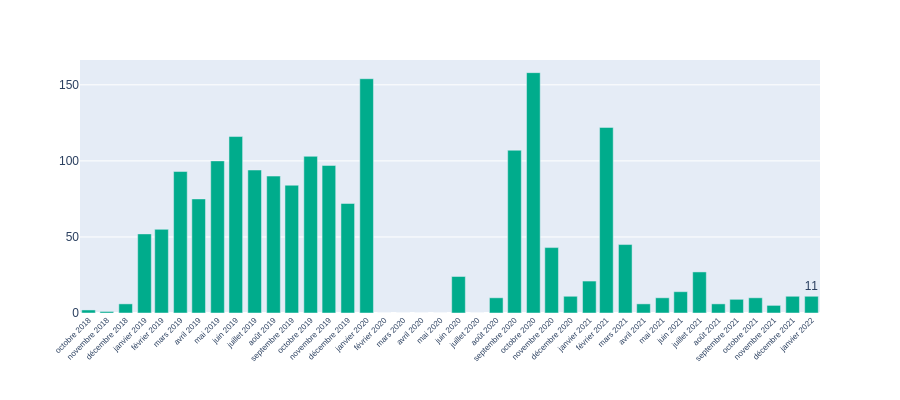 150
100
50
0
11
octobre 2018
novembre 2018
décembre 2018
janvier 2019
février 2019
mars 2019
avril 2019
mai 2019
juin 2019
juillet 2019
août 2019
septembre 2019
octobre 2019
novembre 2019
décembre 2019
janvier 2020
février 2020
mars 2020
avril 2020
mai 2020
juin 2020
juillet 2020
août 2020
septembre 2020
octobre 2020
novembre 2020
décembre 2020
janvier 2021
février 2021
mars 2021
avril 2021
mai 2021
juin 2021
juillet 2021
août 2021
septembre 2021
octobre 2021
novembre 2021
décembre 2021
janvier 2022